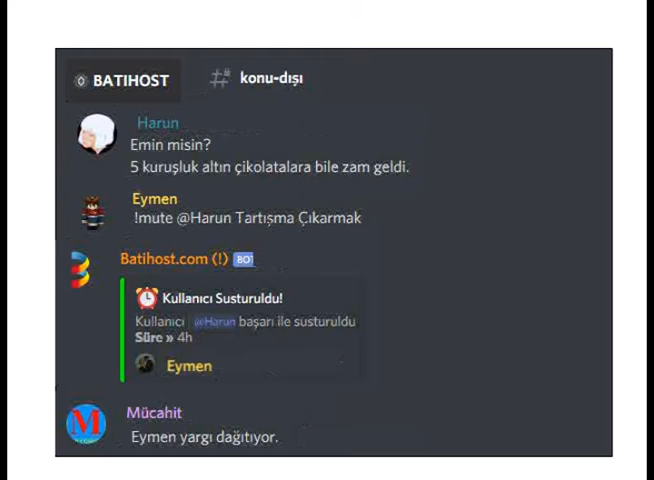 BATIHOST
konu-dışı
Harun
Emin misin?
5 kuruşluk altın çikolatalara bile zam geldi.
Eymen
!mute @Harun Tartışma Çıkarmak
Batihost.com (!) BOT
Kullanıcı Susturuldu!
Kullanıcı @Harun başarı ile susturuldu
Süre » 4h
Eymen
M
Mücahit
Eymen yargı dağıtıyor.